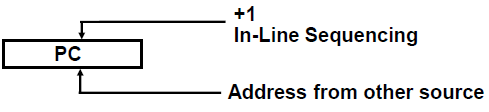 +1
In-Line Sequencing
PC
Address from other source